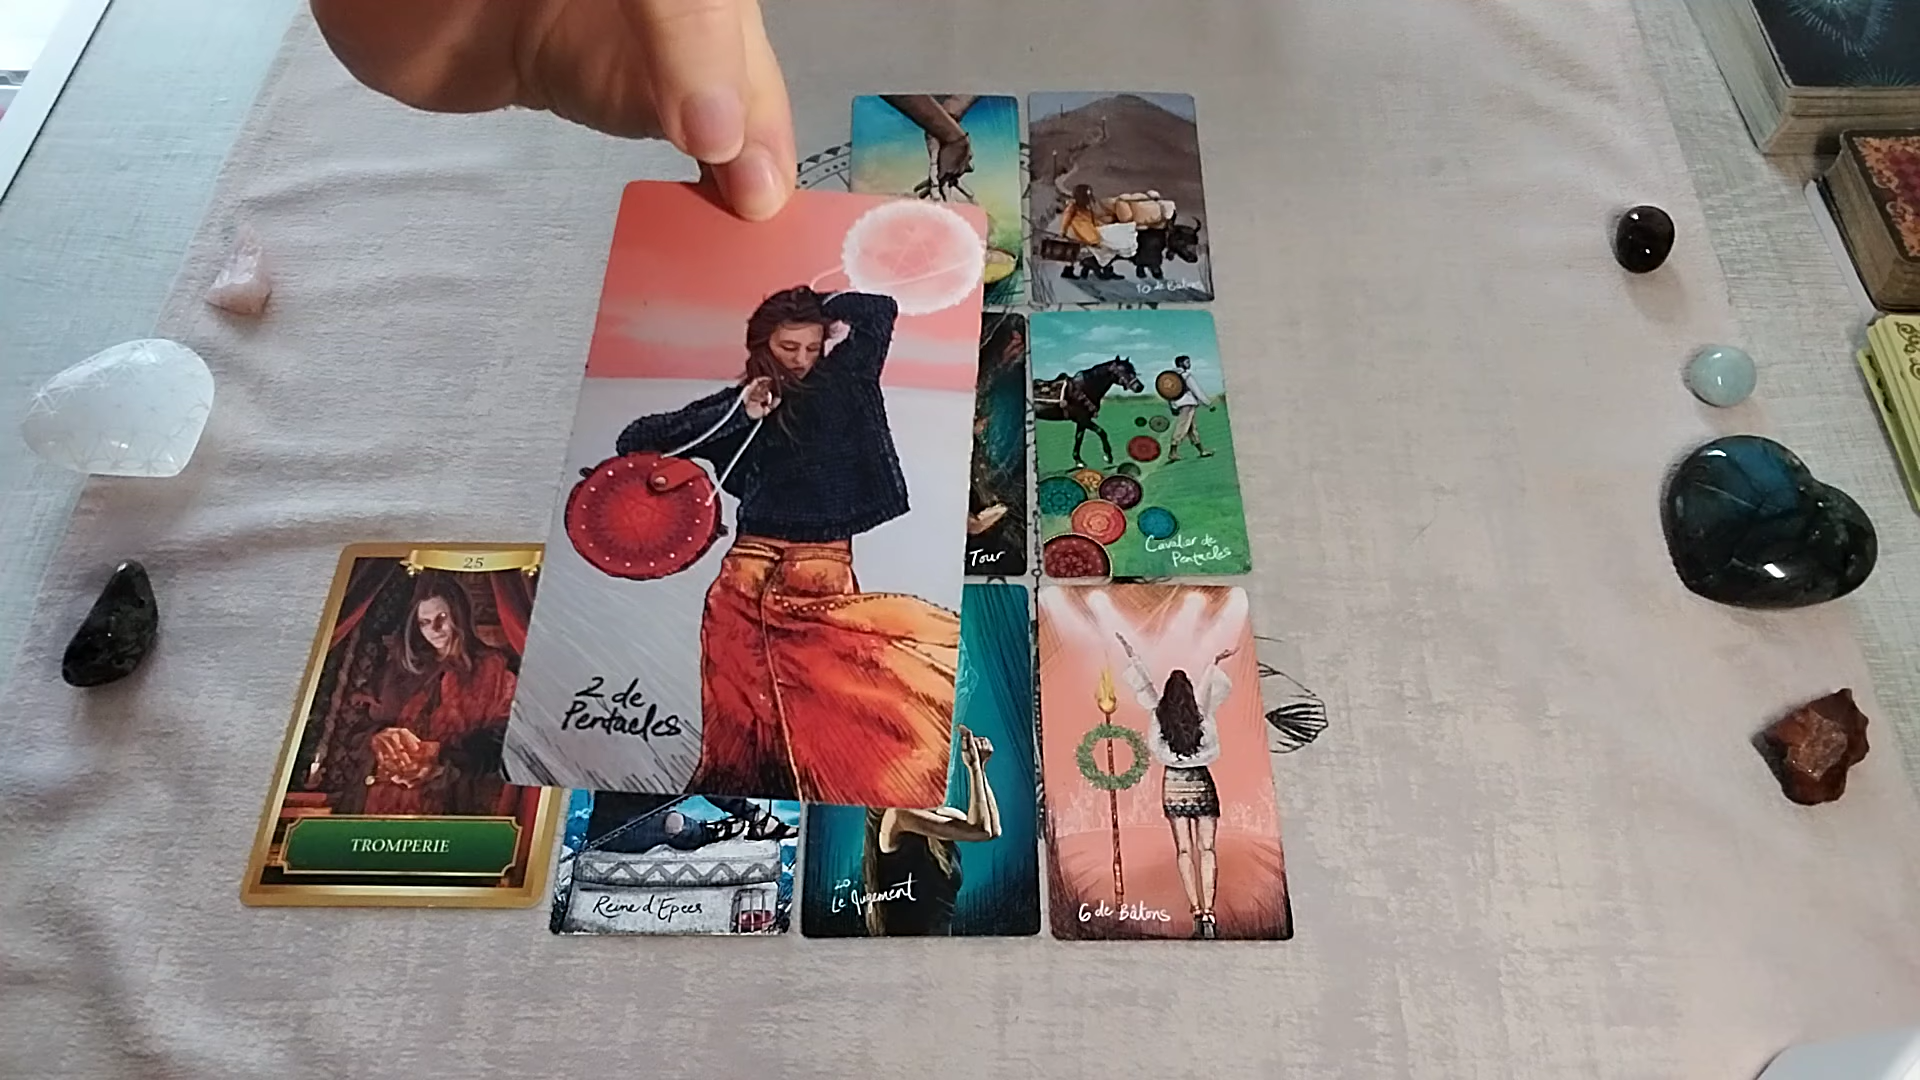 10 de Bâtons
Tour
Cavalier de
Pentacles
25
TROMPERIE
2 de
Pentacles
Reine d'Epees
20
Le Jugement
6 de Bâtons